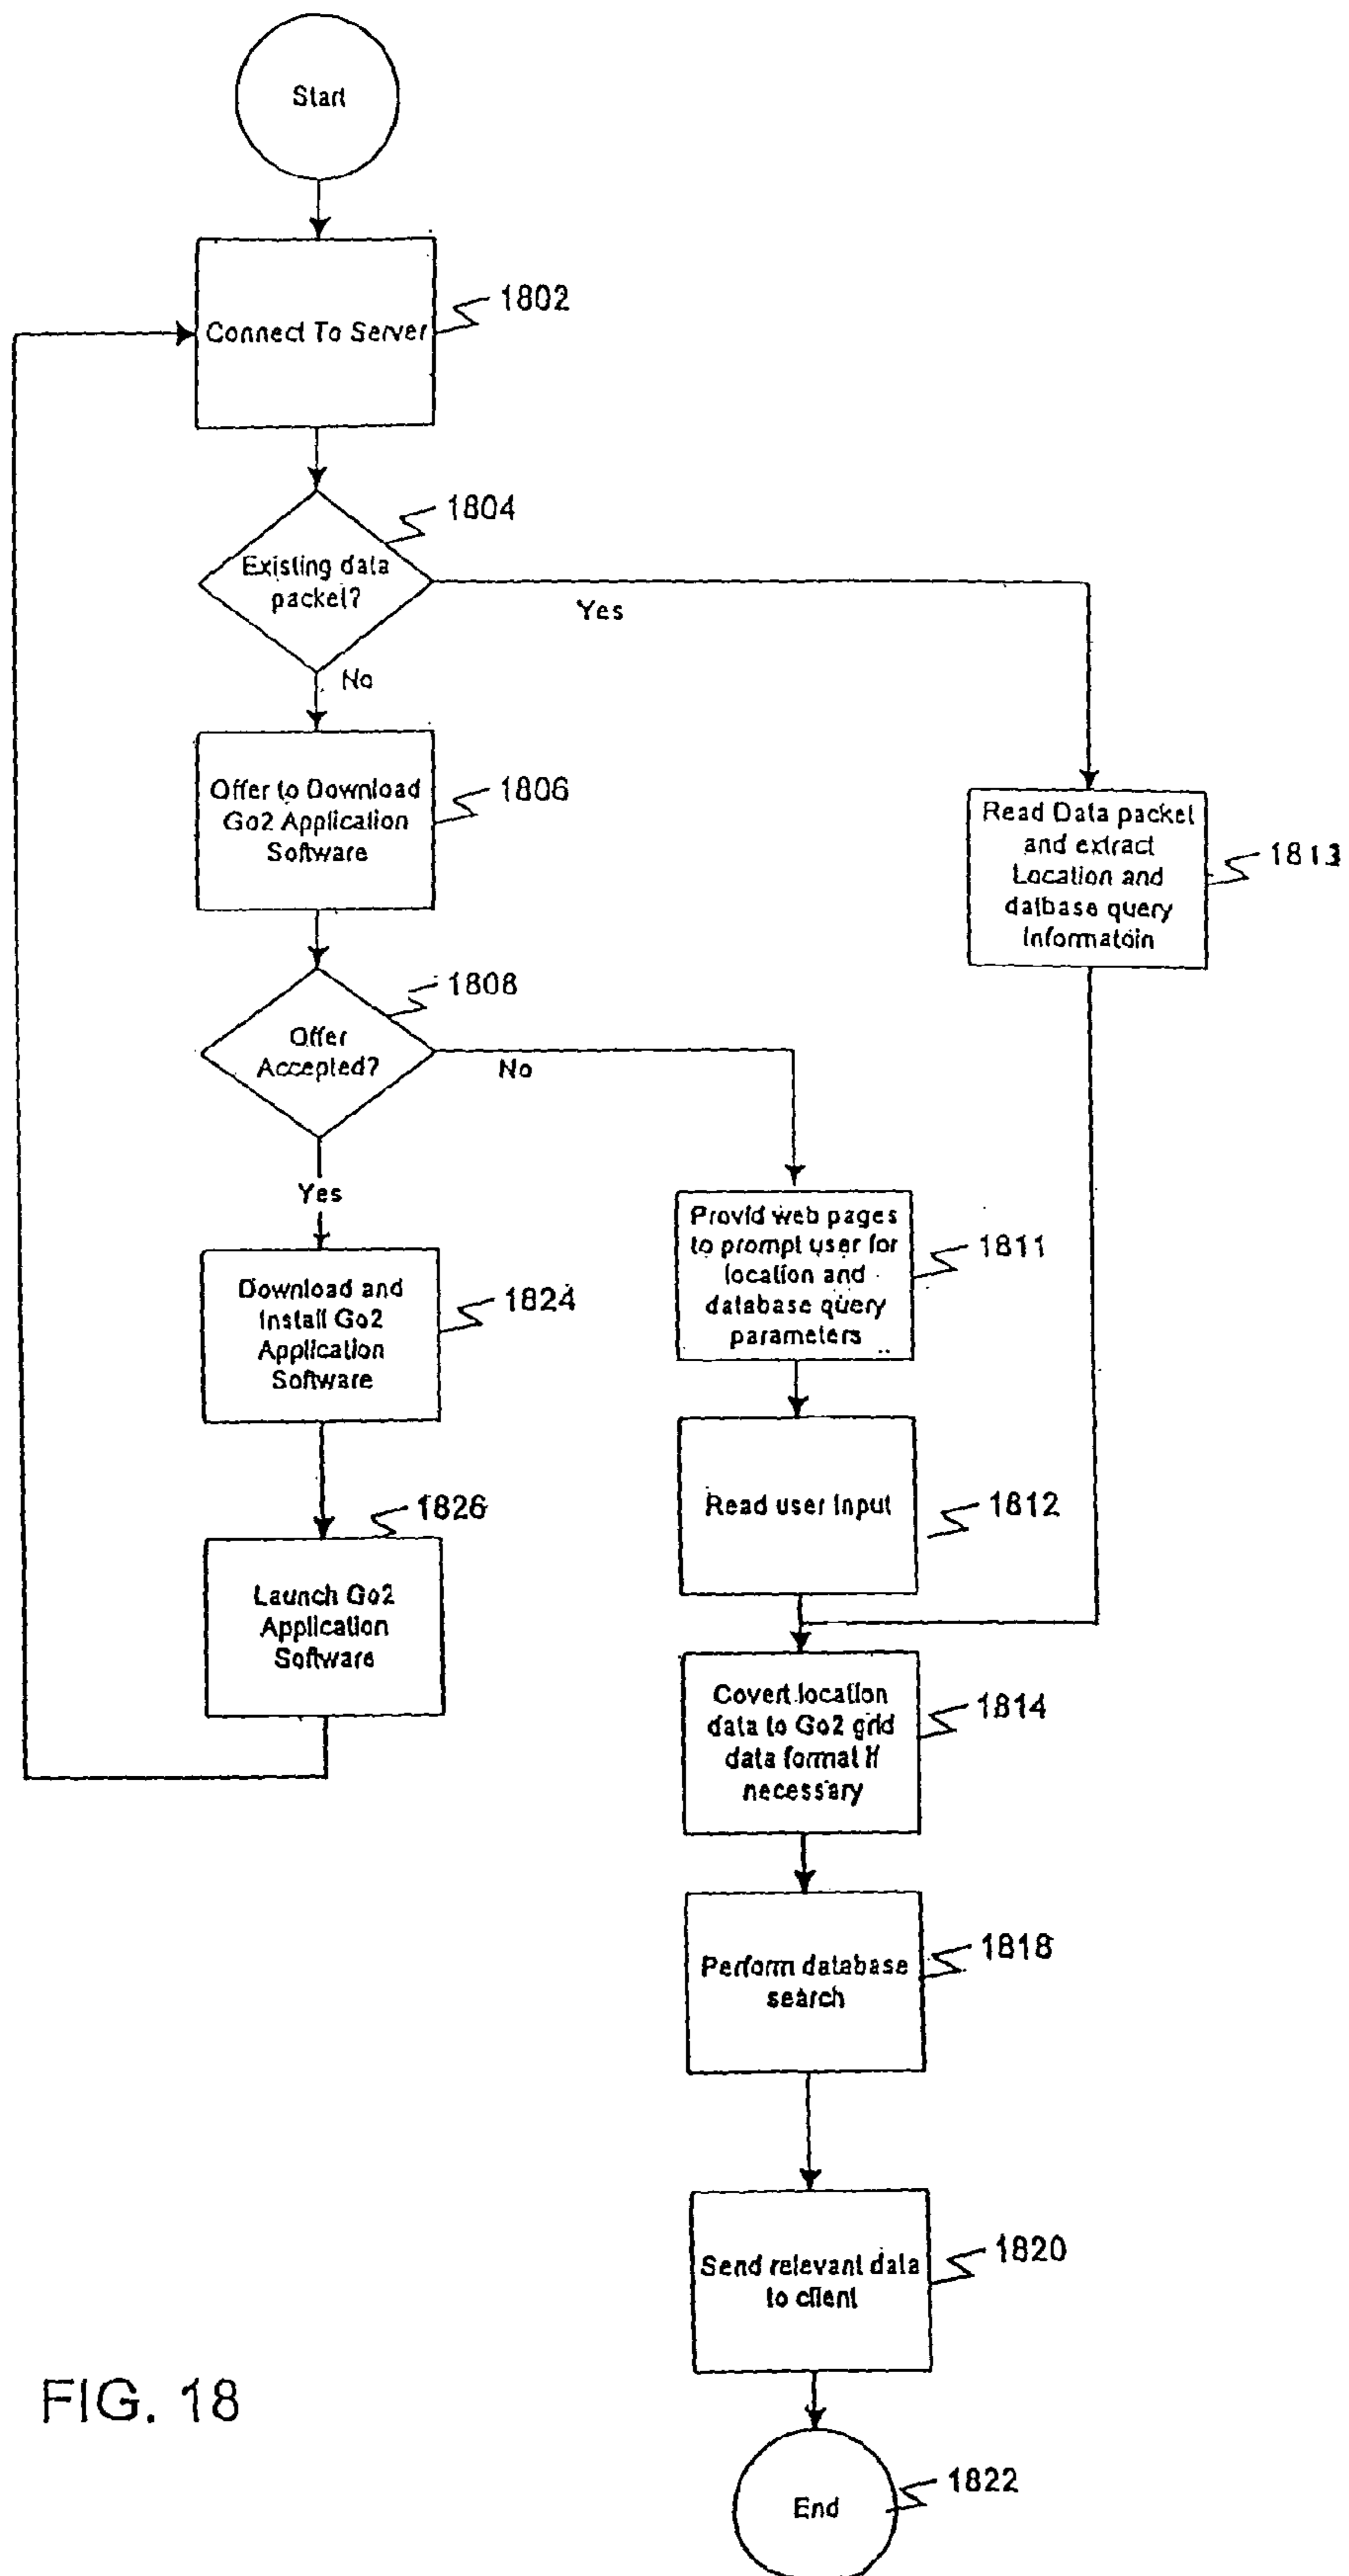 Start
Connect To Server
1802
Existing data
packet?
1804
Yes
No
Offer to Download
Go2 Application
Software
1806
Read Data packet
and extract
Location and
datbase query
Informatoin
1813
Offer
Accepted?
1808
No
Yes
Provid web pages
to prompt user for
location and
database query
parameters
1811
Download and
Install Go2
Application
Software
1824
Read user Input
1812
Launch Go2
Application
Software
1826
Covert location
data to Go2 grid
data format if
necessary
1814
Perform database
search
1818
Send relevant data
to client
1820
End
1822
FIG. 18